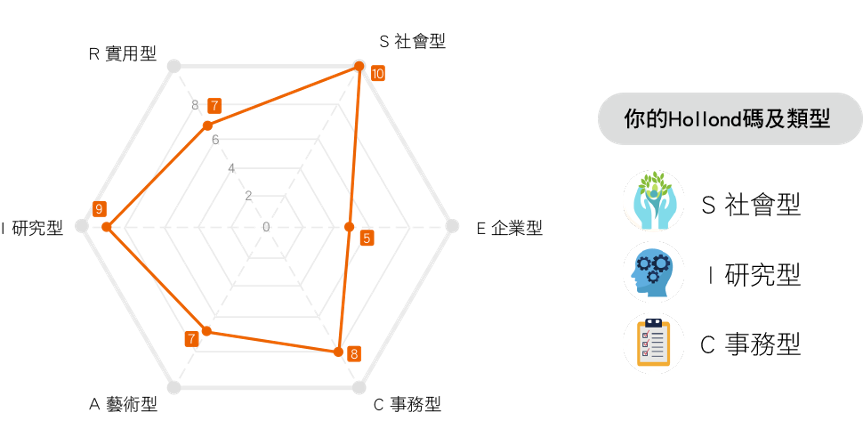 S 社會型
R 實用型
10
8
7
6
4
2
9
I 研究型
0
E 企業型
5
7
8
A 藝術型
C 事務型
你的Hollond碼及類型
S 社會型
I 研究型
C 事務型